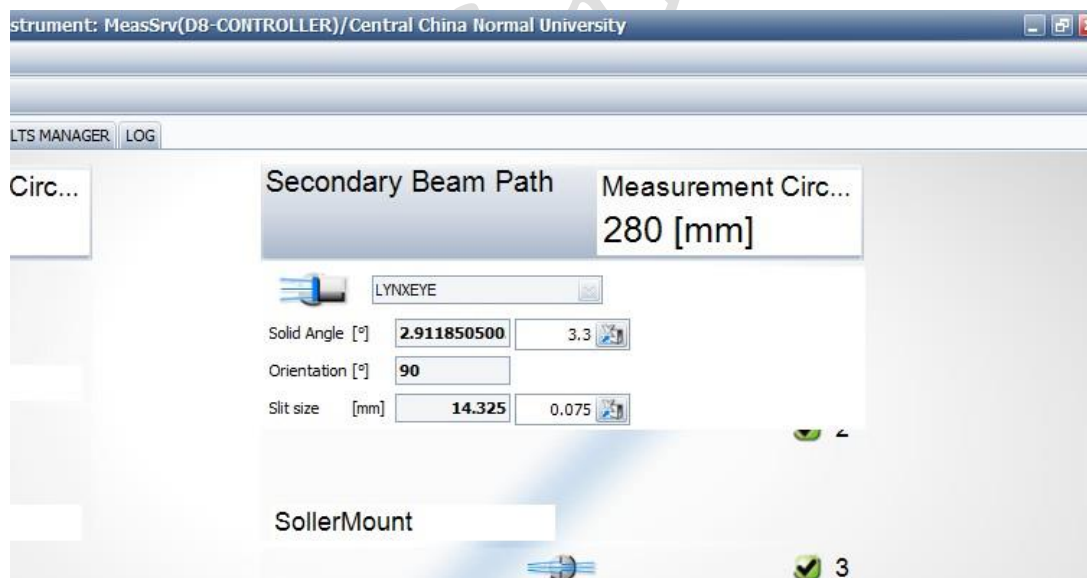 strument: MeasSrv(D8-CONTROLLER)/Central China Normal University
LTS MANAGER LOG
Circ...
Secondary Beam Path
Measurement Circ...
280 [mm]
LYNXEYE
Solid Angle [°] 2.911850500 3.3
Orientation [°] 90
Slit size [mm] 14.325 0.075
2
SollerMount
3